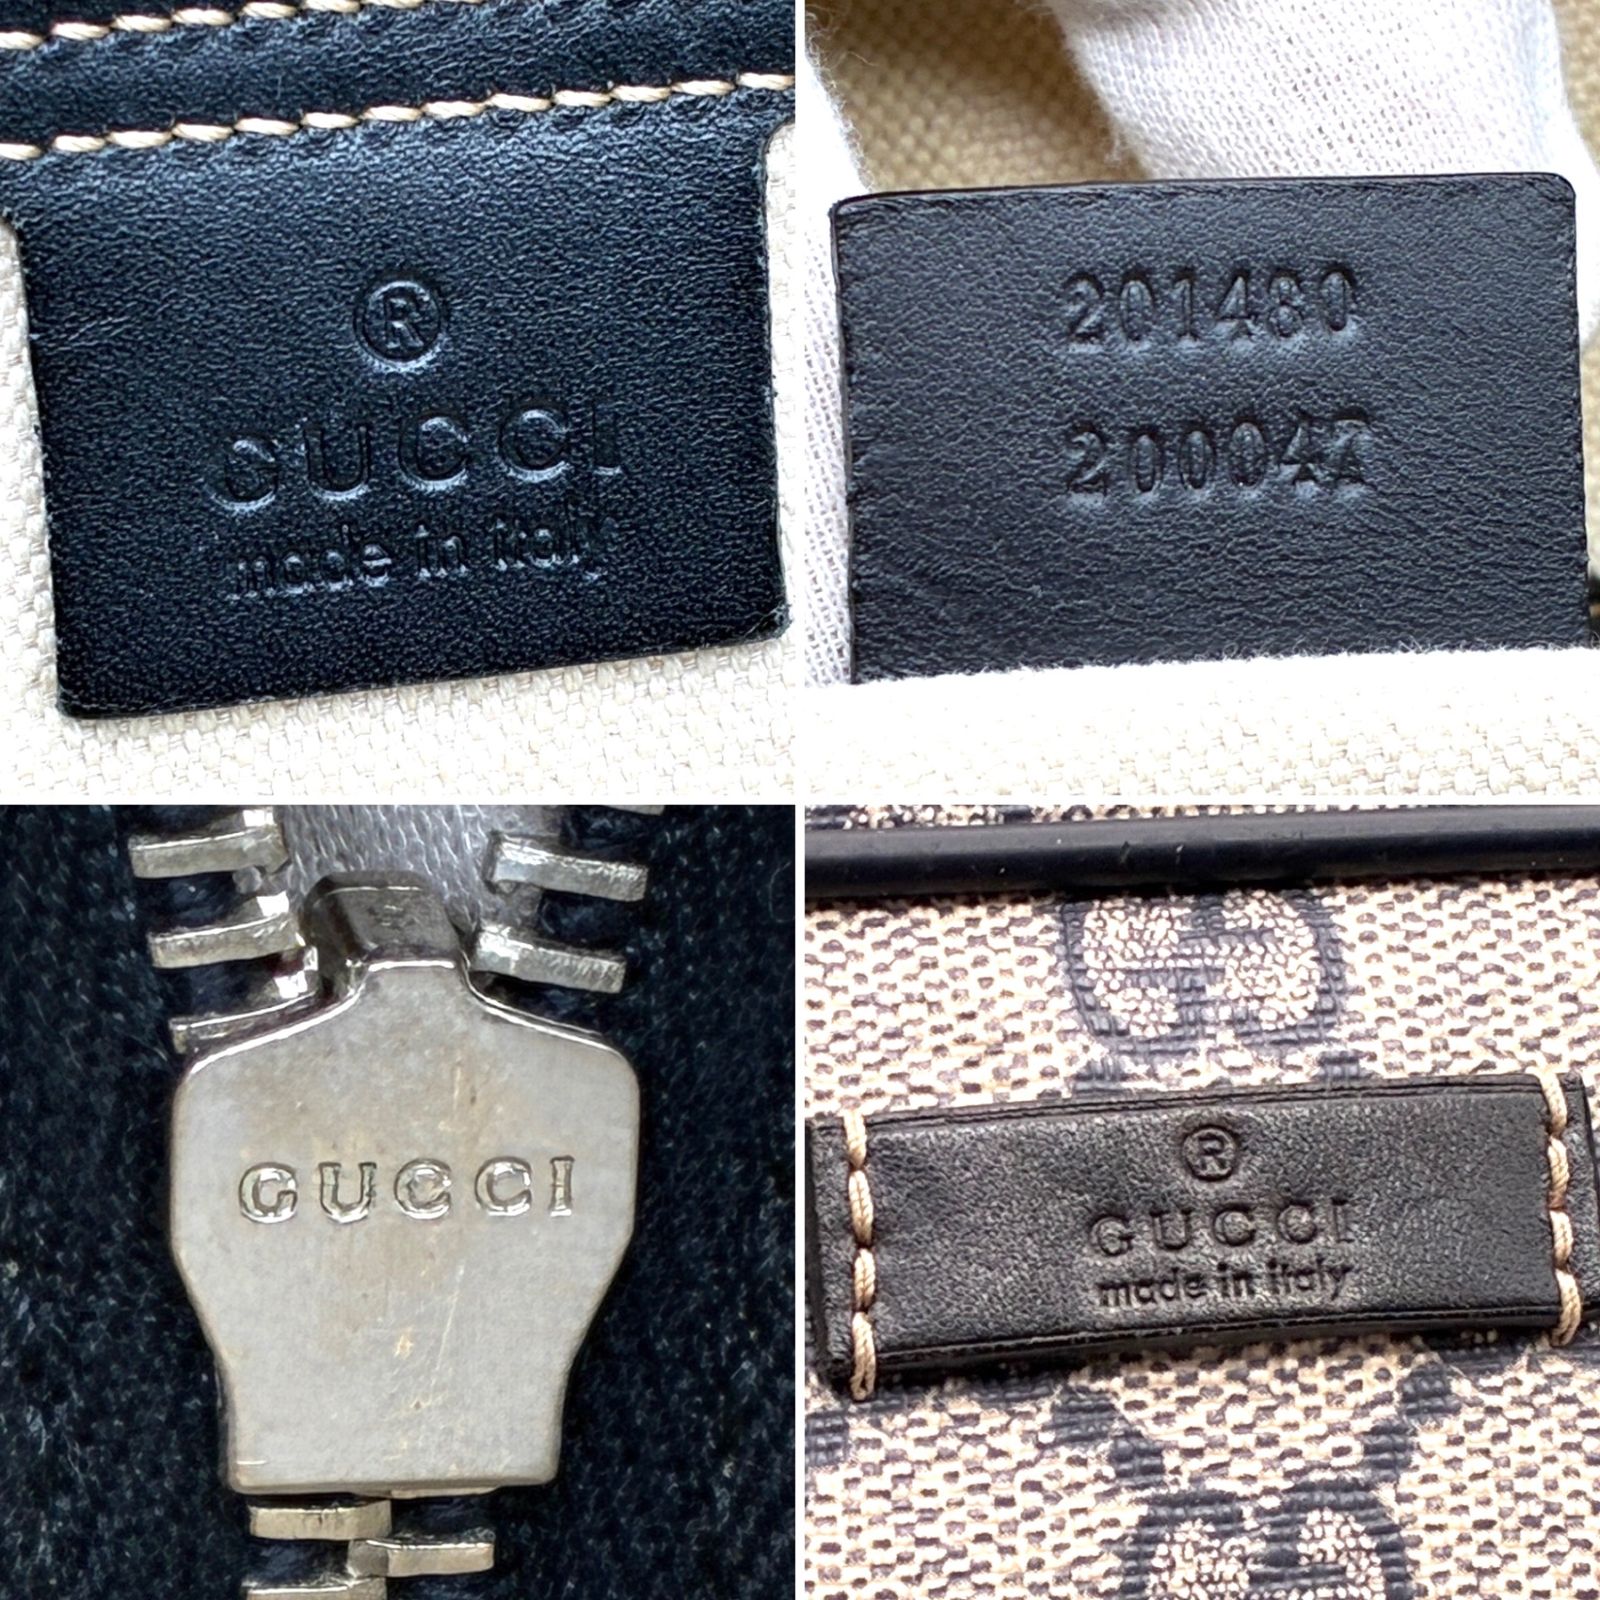 ®
GUCCI
made in italy
201480
200047
GUCCI
®
GUCCI
made in italy